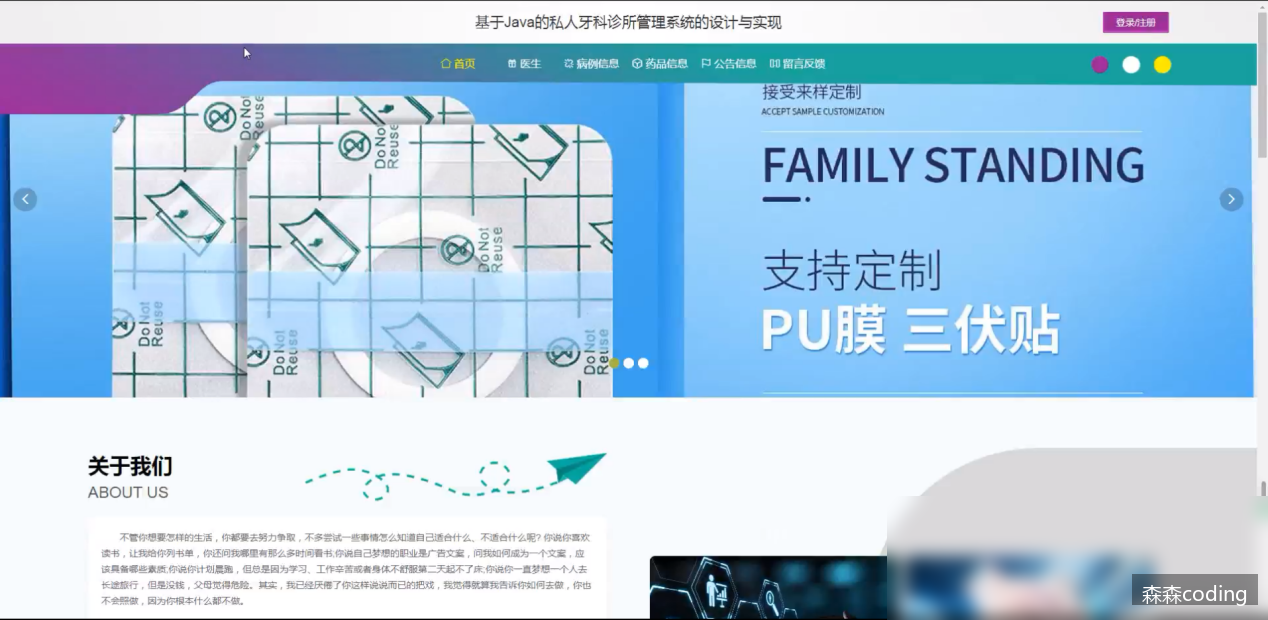 基于Java的私人牙科诊所管理系统的设计与实现
登录/注册
首页 医生 病例信息 药品信息 公告信息 留言反馈
接受来样定制
ACCEPT SAMPLE CUSTOMIZATION
FAMILY STANDING
支持定制
PU膜 三伏贴
Do Not Reuse
Do Not Reuse
Do Not Reuse
Do Not Reuse
Do Not Reuse
Do Not Reuse
关于我们
ABOUT US
不管你想要怎样的生活，你都要去努力争取，不多尝试一些事情怎么知道自己适合什么、不适合什么呢? 你说你喜欢
读书，让我给你列书单，你还问我哪里有那么多时间看书;你说自己梦想的职业是广告文案，问我如何成为一个文案，应
该具备哪些素质;你说你计划晨跑，但总是因为学习、工作辛苦或者身体不舒服第二天起不了床;你说你一直梦想一个人去
长途旅行，但是没钱，父母觉得危险。其实，我已经厌倦了你这样说说而已的把戏，我觉得就算我告诉你如何去做，你也
不会照做，因为你根本什么都不做。
森森coding